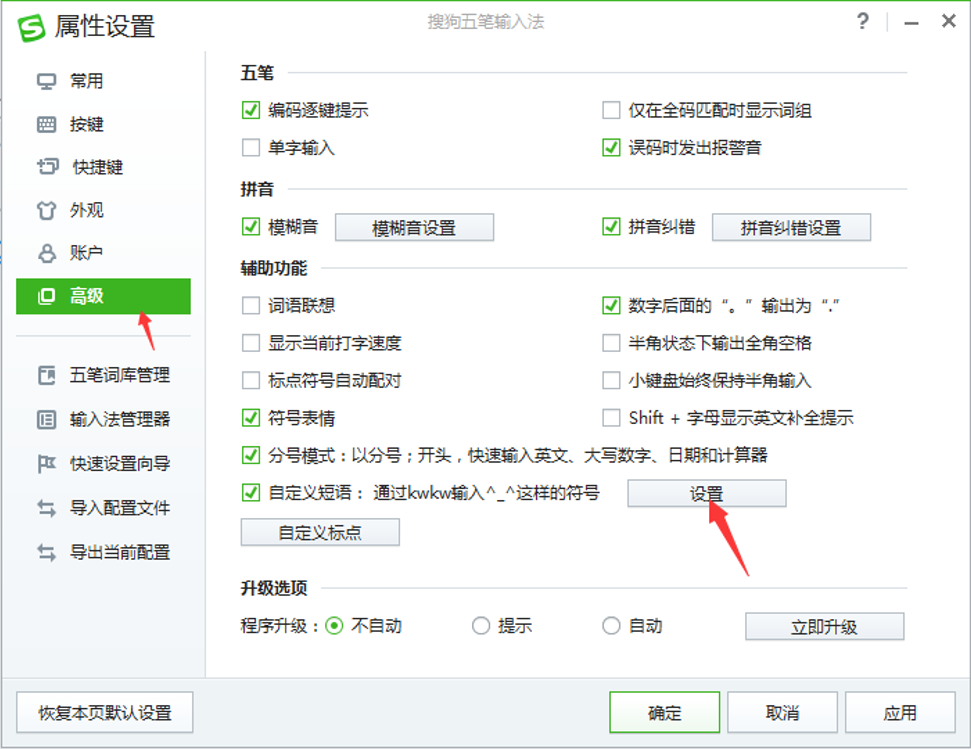 属性设置
搜狗五笔输入法
?
常用
按键
快捷键
外观
账户
高级
五笔词库管理
输入法管理器
快速设置向导
导入配置文件
导出当前配置
五笔
编码逐键提示
仅在全码匹配时显示词组
单字输入
误码时发出报警音
拼音
模糊音 模糊音设置
拼音纠错 拼音纠错设置
辅助功能
词语联想
数字后面的“。”输出为“.”
显示当前打字速度
半角状态下输出全角空格
标点符号自动配对
小键盘始终保持半角输入
符号表情
Shift + 字母显示英文补全提示
分号模式：以分号；开头，快速输入英文、大写数字、日期和计算器
自定义短语： 通过kwkw输入^_^这样的符号 设置
自定义标点
升级选项
程序升级： 不自动 提示 自动 立即升级
恢复本页默认设置 确定 取消 应用